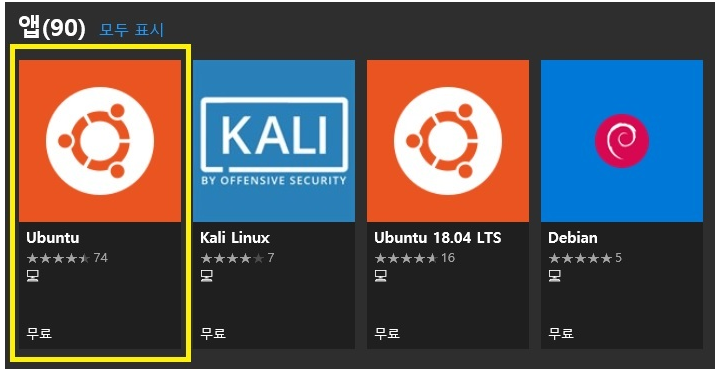 앱(90) 모두 표시
KALI
BY OFFENSIVE SECURITY
Ubuntu
74
무료
Kali Linux
7
무료
Ubuntu 18.04 LTS
16
무료
Debian
5
무료